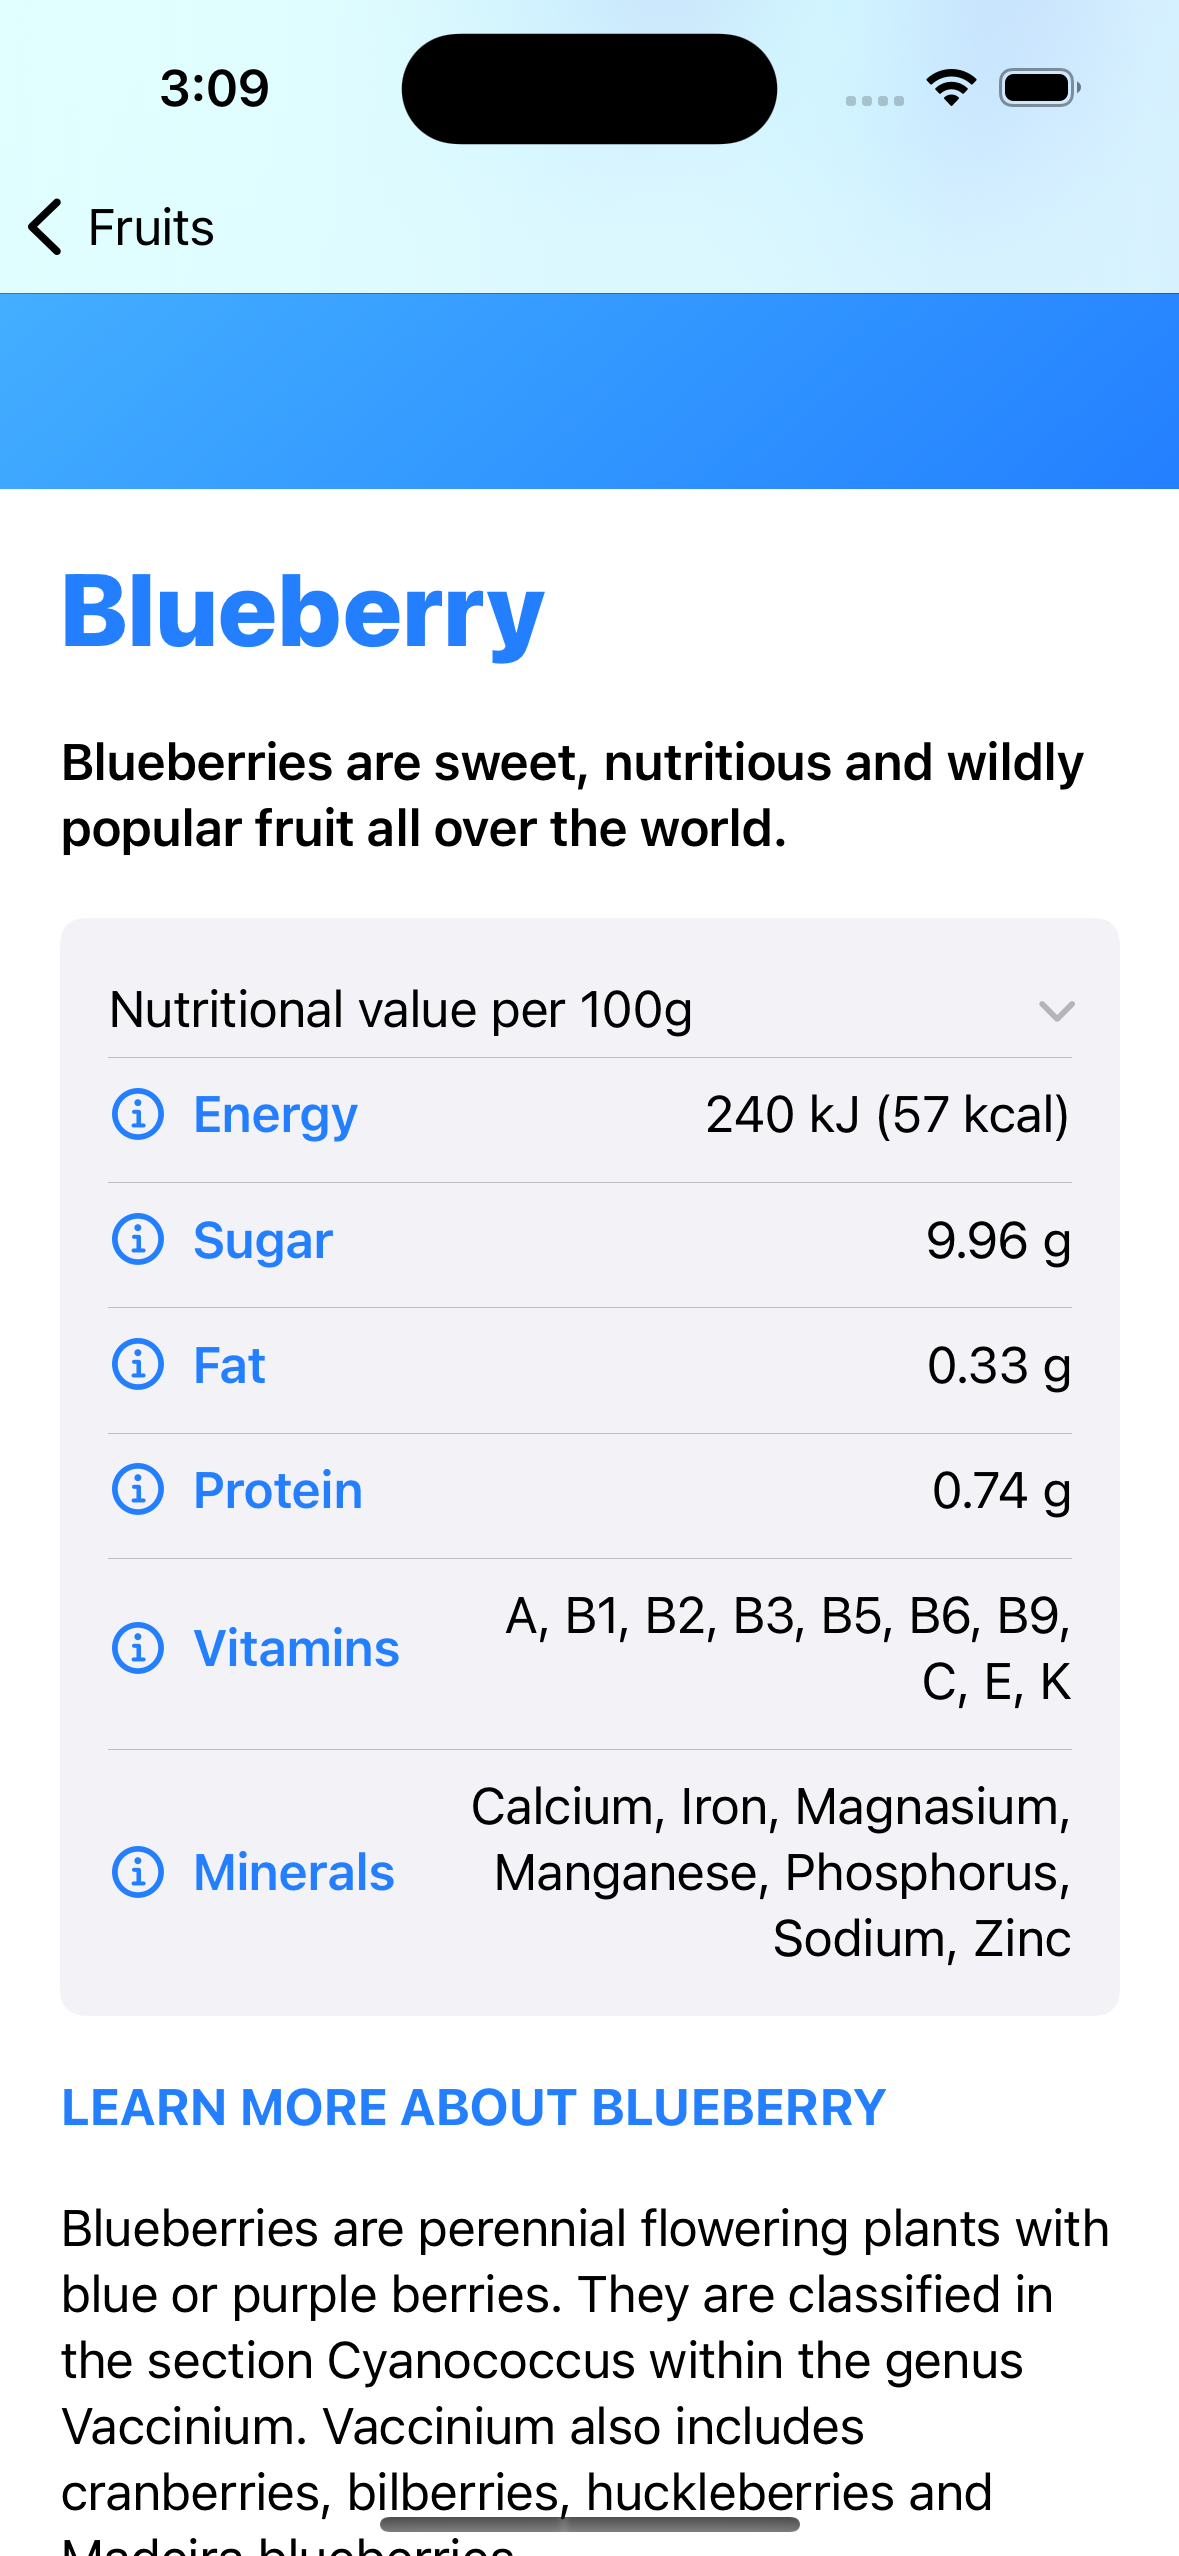 3:09
Fruits
Blueberry
Blueberries are sweet, nutritious and wildly
popular fruit all over the world.
Nutritional value per 100g
Energy 240 kJ (57 kcal)
Sugar 9.96 g
Fat 0.33 g
Protein 0.74 g
Vitamins A, B1, B2, B3, B5, B6, B9,
C, E, K
Calcium, Iron, Magnasium,
Minerals Manganese, Phosphorus,
Sodium, Zinc
LEARN MORE ABOUT BLUEBERRY
Blueberries are perennial flowering plants with
blue or purple berries. They are classified in
the section Cyanococcus within the genus
Vaccinium. Vaccinium also includes
cranberries, bilberries, huckleberries and
Madeira blueberries.